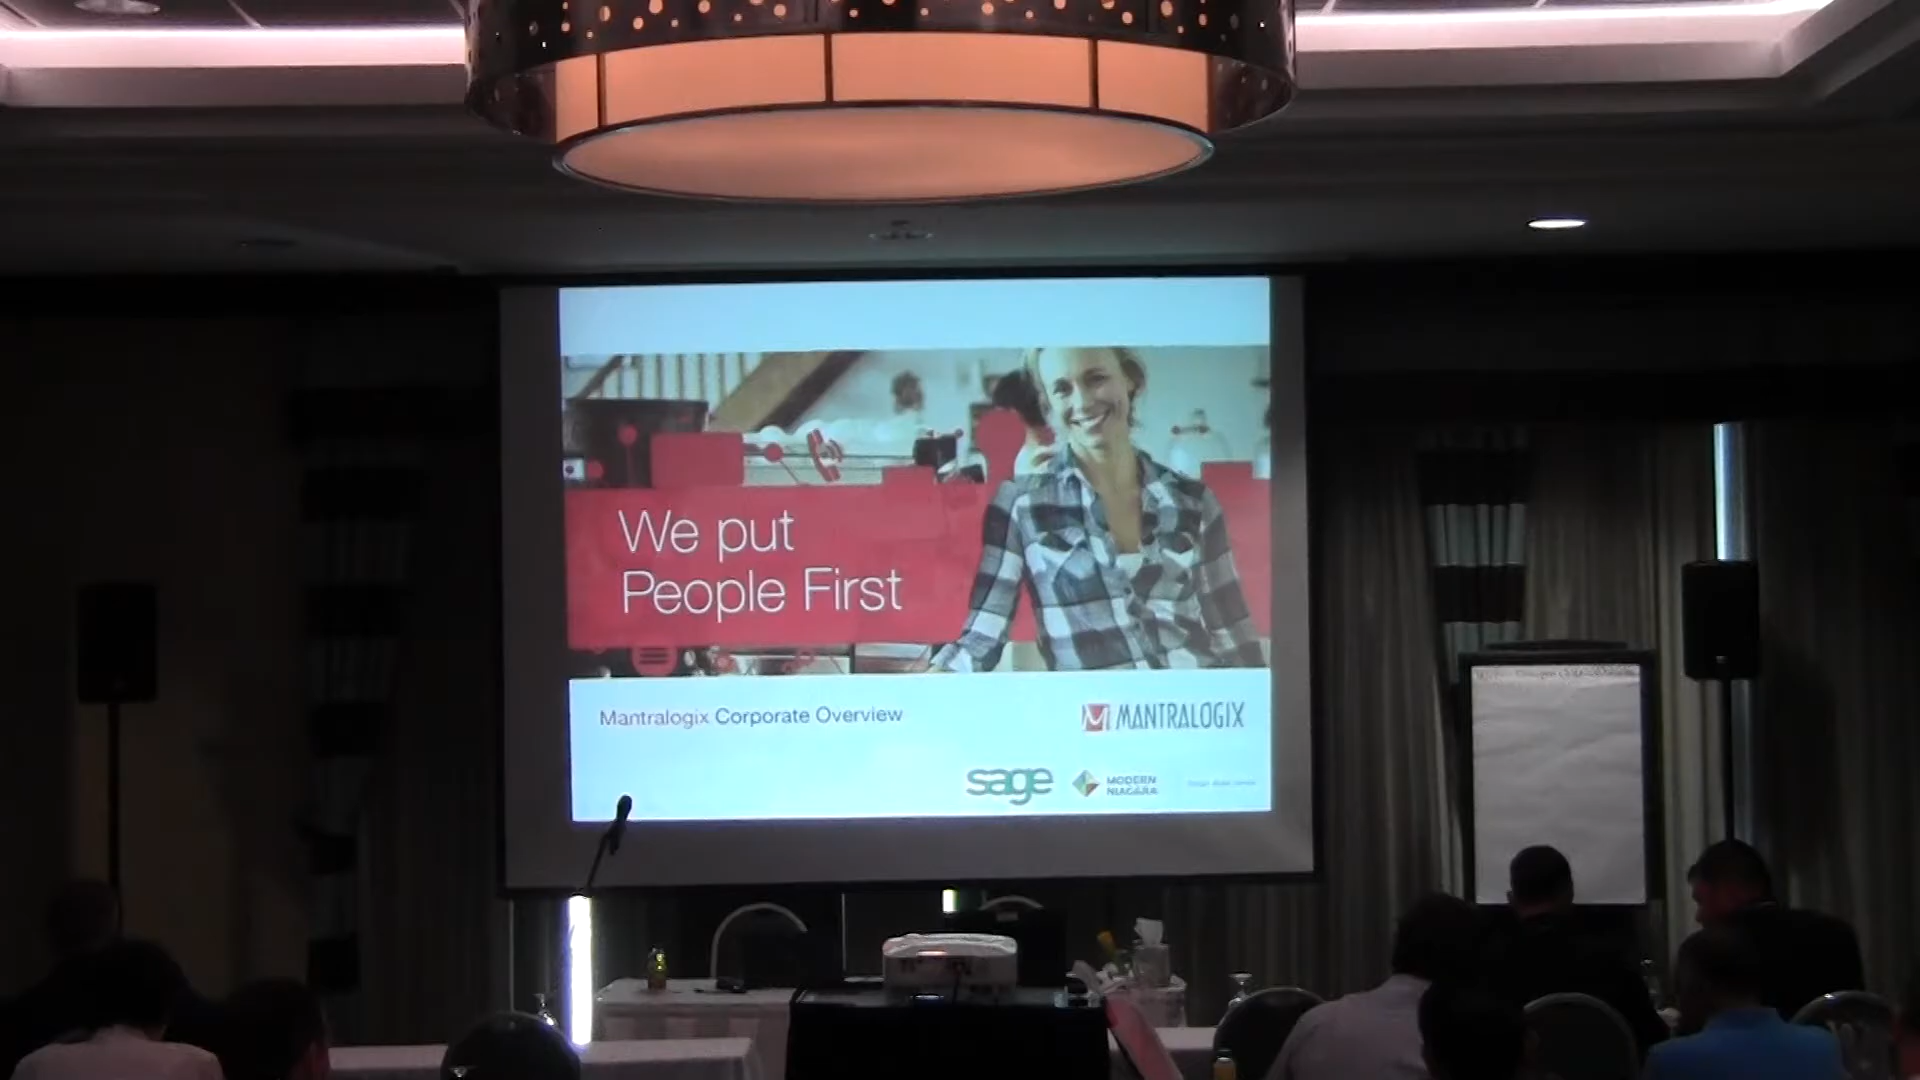 We put
People First
Mantralogix Corporate Overview
MANTRALOGIX
sage
MODERN
NIAGARA